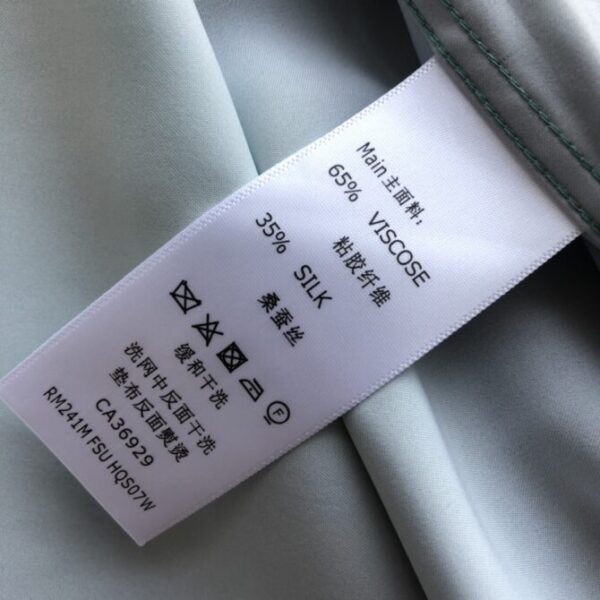 Main 主面料:
65% VISCOSE
粘胶纤维
35% SILK
桑蚕丝
F
缓和干洗
洗网中反面干洗
垫布反面熨烫
CA36929
RM241M FSU HQS07W